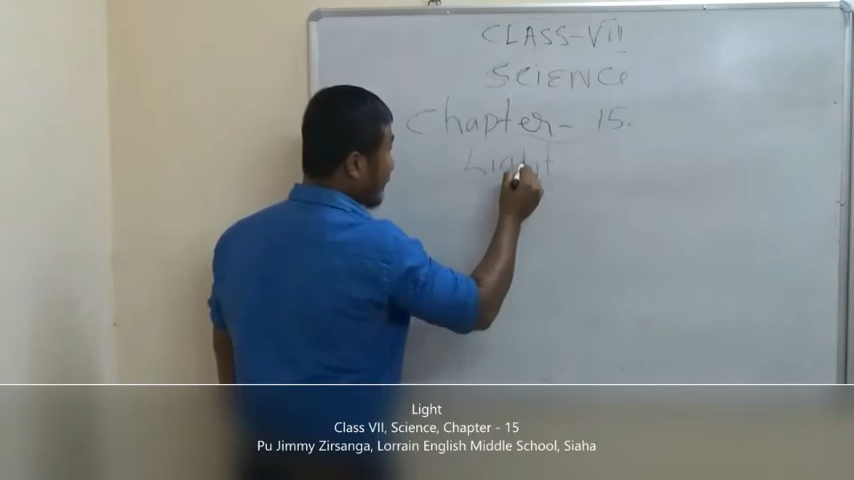 CLASS-VII
SCIENCE
Chapter - 15.
Light
Light
Class VII, Science, Chapter - 15
Pu Jimmy Zirsanga, Lorrain English Middle School, Siaha